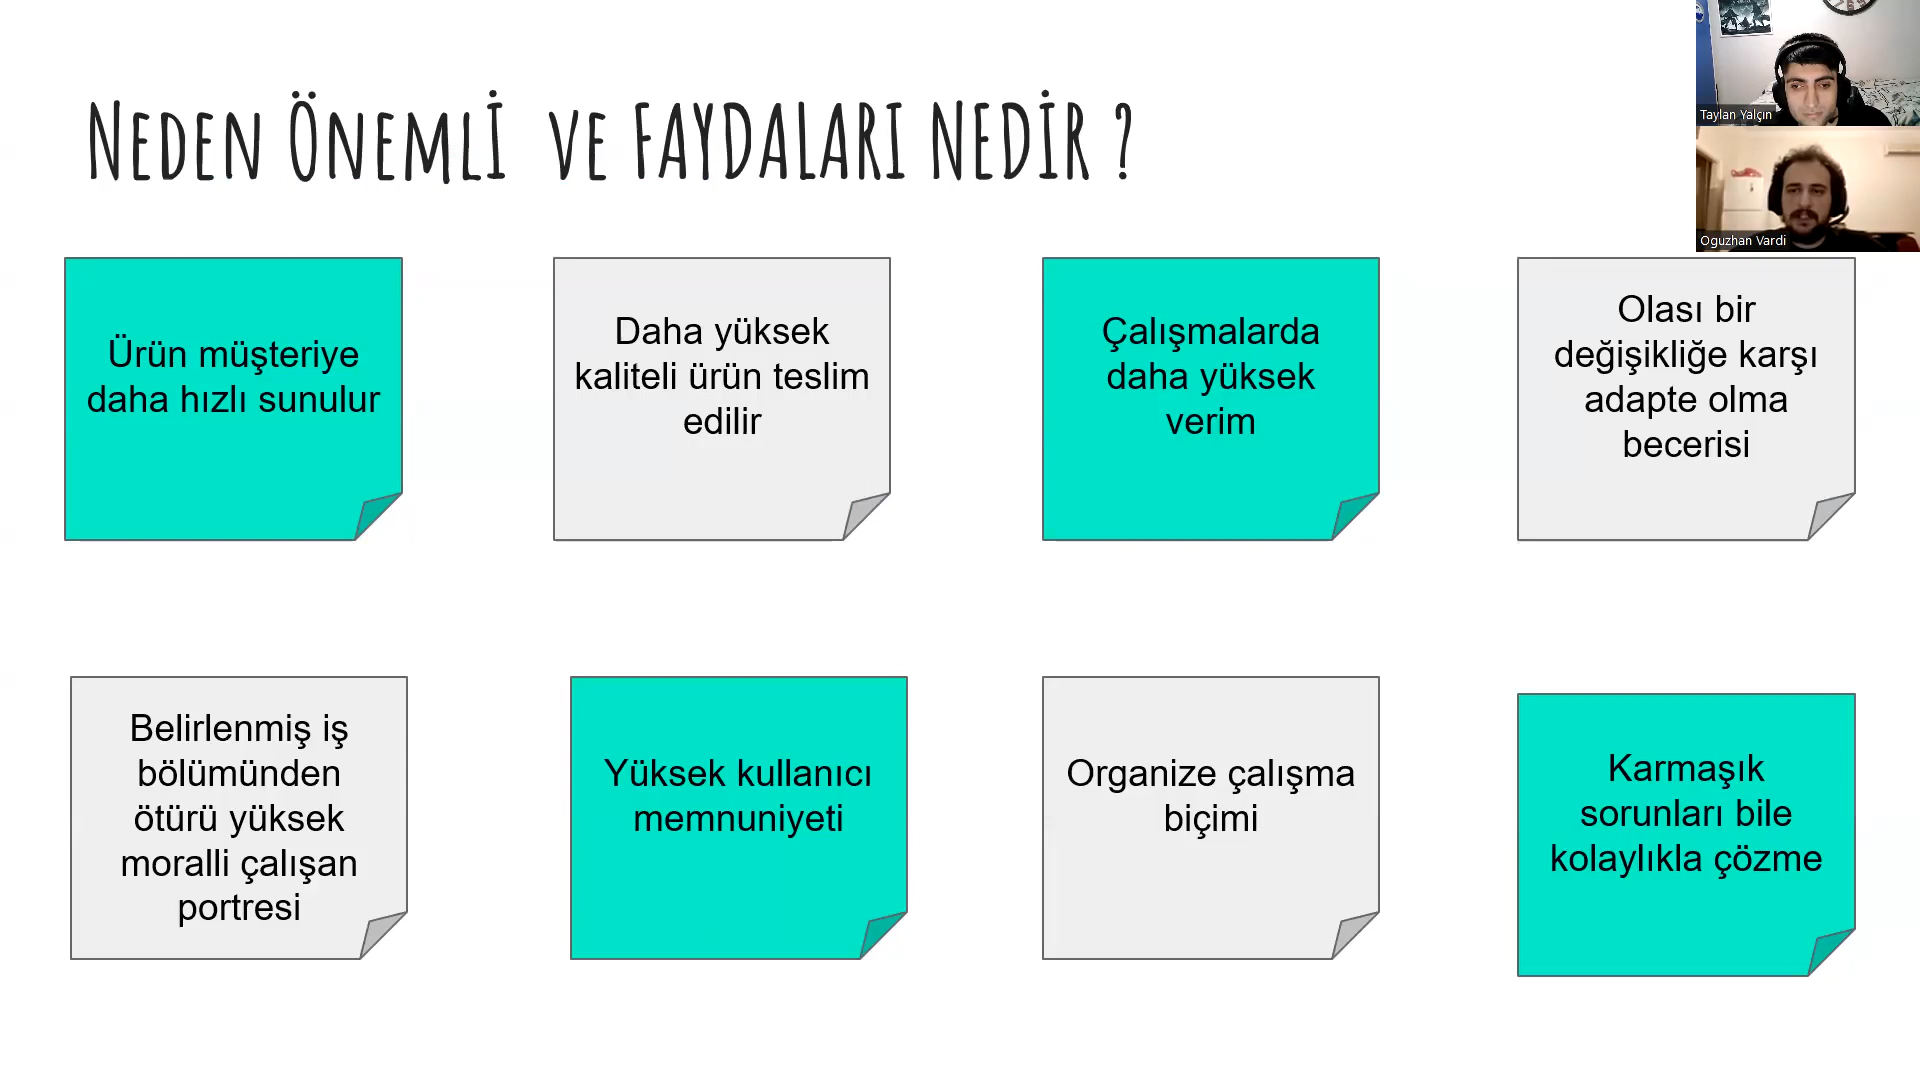 Neden Önemlİ ve FAYDALARI NEDİR ?
Taylan Yalçın
Oguzhan Vardi
Ürün müşteriye
daha hızlı sunulur
Daha yüksek
kaliteli ürün teslim
edilir
Çalışmalarda
daha yüksek
verim
Olası bir
değişikliğe karşı
adapte olma
becerisi
Belirlenmiş iş
bölümünden
ötürü yüksek
moralli çalışan
portresi
Yüksek kullanıcı
memnuniyeti
Organize çalışma
biçimi
Karmaşık
sorunları bile
kolaylıkla çözme